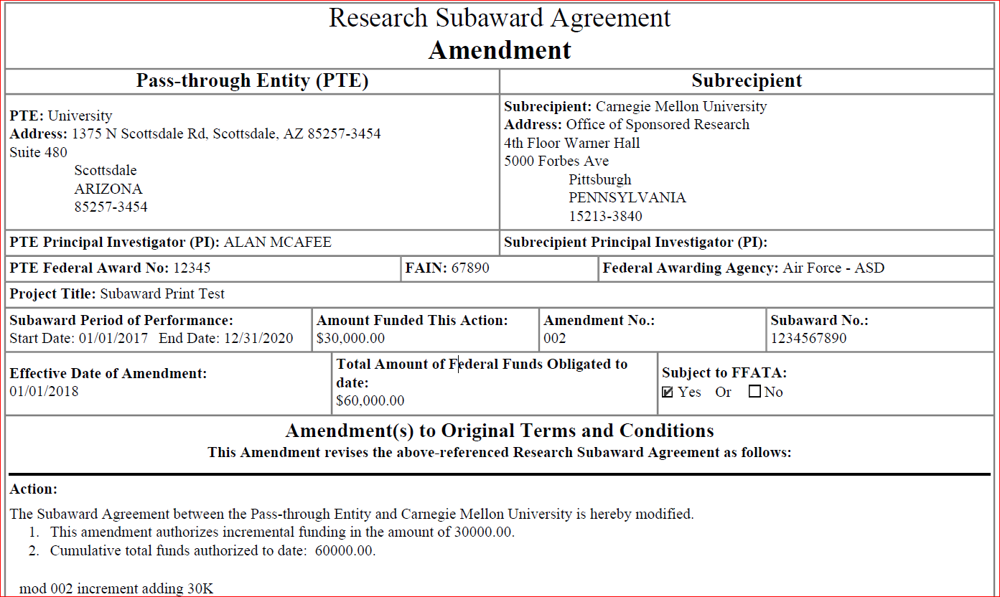 Research Subaward Agreement
Amendment
Pass-through Entity (PTE)
Subrecipient
PTE: University
Address: 1375 N Scottsdale Rd, Scottsdale, AZ 85257-3454
Suite 480
Scottsdale
ARIZONA
85257-3454
Subrecipient: Carnegie Mellon University
Address: Office of Sponsored Research
4th Floor Warner Hall
5000 Forbes Ave
Pittsburgh
PENNSYLVANIA
15213-3840
PTE Principal Investigator (PI): ALAN MCAFEE
Subrecipient Principal Investigator (PI):
PTE Federal Award No: 12345
FAIN: 67890
Federal Awarding Agency: Air Force - ASD
Project Title: Subaward Print Test
Subaward Period of Performance:
Start Date: 01/01/2017 End Date: 12/31/2020
Amount Funded This Action:
$30,000.00
Amendment No.:
002
Subaward No.:
1234567890
Effective Date of Amendment:
01/01/2018
Total Amount of Federal Funds Obligated to
date:
$60,000.00
Subject to FFATA:
Yes Or No
Amendment(s) to Original Terms and Conditions
This Amendment revises the above-referenced Research Subaward Agreement as follows:
Action:
The Subaward Agreement between the Pass-through Entity and Carnegie Mellon University is hereby modified.
1. This amendment authorizes incremental funding in the amount of 30000.00.
2. Cumulative total funds authorized to date: 60000.00.
mod 002 increment adding 30K